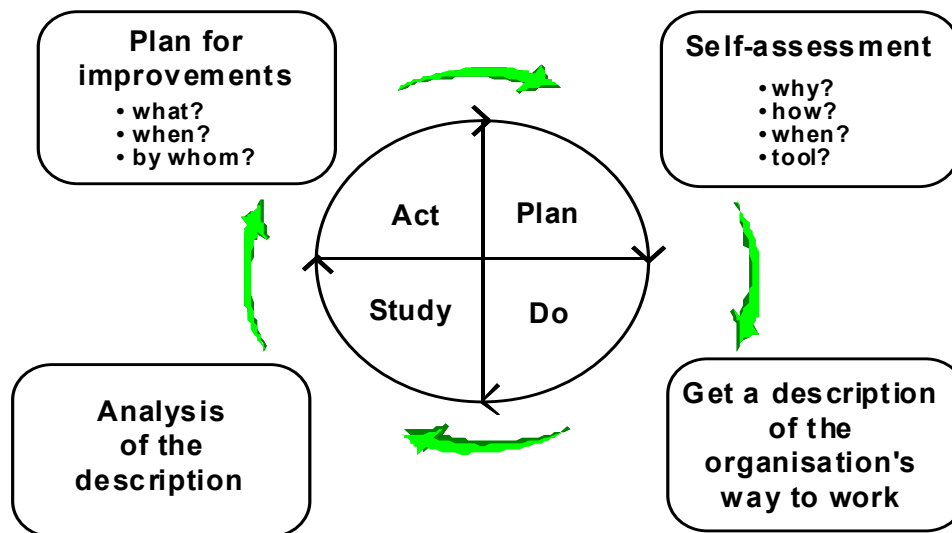 Plan for
improvements
• what?
• when?
• by whom?
Self-assessment
• why?
• how?
• when?
• tool?
Act
Plan
Study
Do
Analysis
of the
description
Get a description
of the
organisation's
way to work